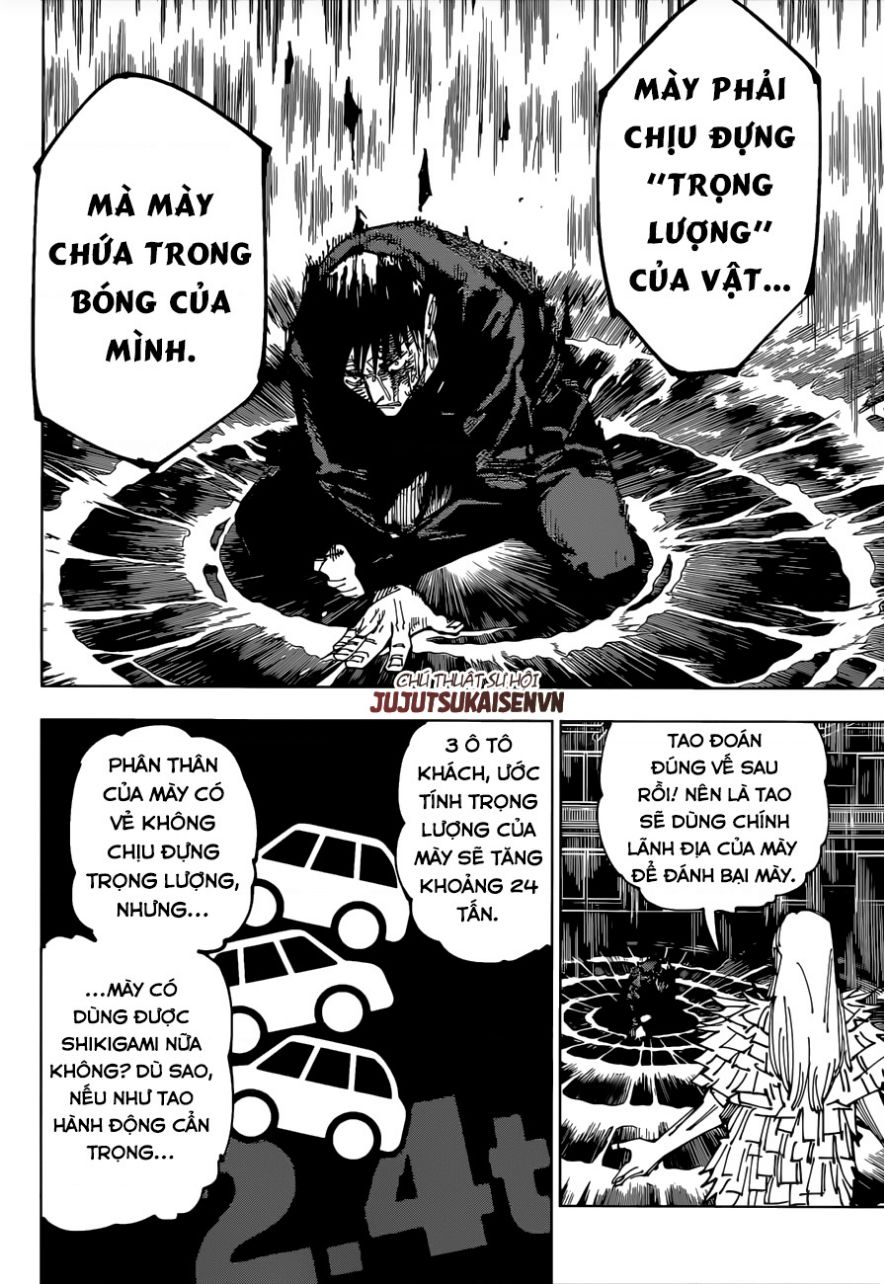 MÀY PHẢI
CHỊU ĐỰNG
"TRỌNG
LƯỢNG"
CỦA VẬT...
MÀ MÀY
CHỨA TRONG
BÓNG CỦA
MÌNH.
CHÚ THUẬT SƯ HỘI
JUJUTSUKAISENVN
TAO ĐOÁN
ĐÚNG VẾ SAU
RỒI! NÊN LÀ TAO
SẼ DÙNG CHÍNH
LÃNH ĐỊA CỦA MÀY
ĐỂ ĐÁNH BẠI MÀY.
3 Ô TÔ
KHÁCH, ƯỚC
TÍNH TRỌNG
LƯỢNG CỦA
MÀY SẼ TĂNG
KHOẢNG 24
TẤN.
PHÂN THÂN
CỦA MÀY CÓ
VẺ KHÔNG
CHỊU ĐỰNG
TRỌNG LƯỢNG,
NHƯNG...
...MÀY CÓ
DÙNG ĐƯỢC
SHIKIGAMI NỮA
KHÔNG? DÙ SAO,
NẾU NHƯ TAO
HÀNH ĐỘNG CẨN
TRỌNG...
2.4t